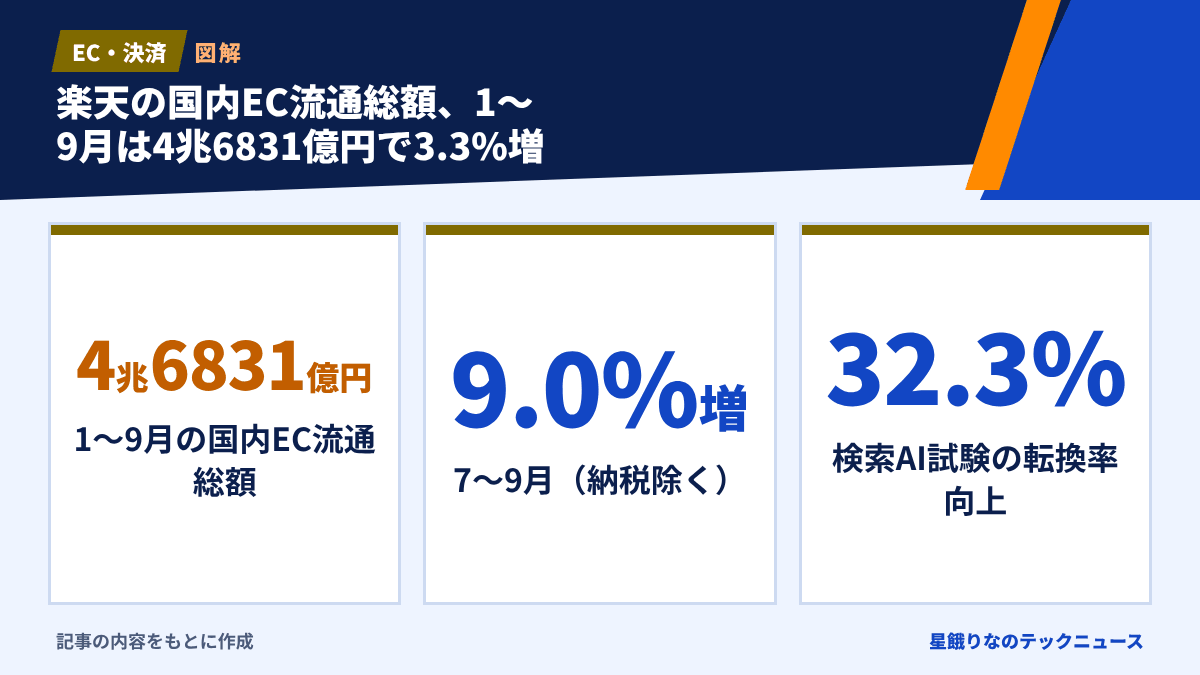 EC・決済
図解
楽天の国内EC流通総額、1〜
9月は4兆6831億円で3.3%増
4兆6831億円
1〜9月の国内EC流通
総額
9.0%増
7〜9月（納税除く）
32.3%
検索AI試験の転換率
向上
記事の内容をもとに作成
星餓りなのテックニュース